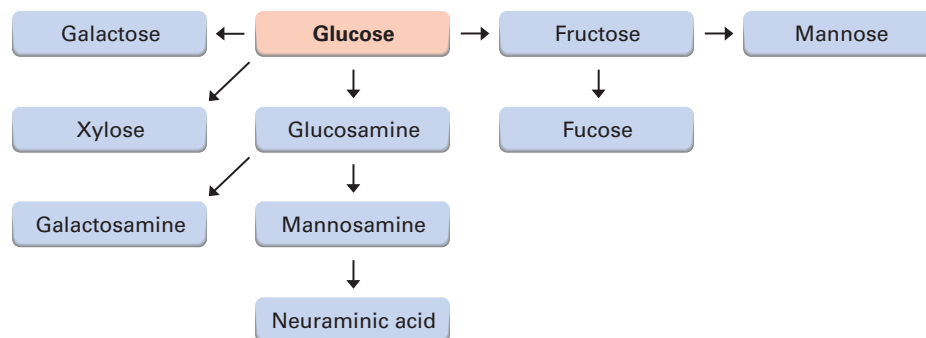 Galactose
Glucose
Fructose
Mannose
Xylose
Glucosamine
Fucose
Galactosamine
Mannosamine
Neuraminic acid